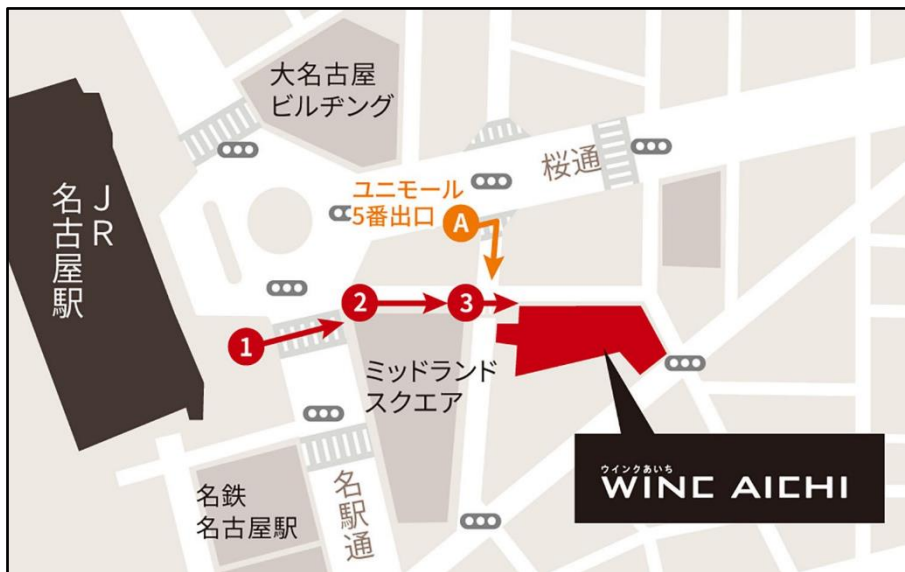 大名古屋
ビルヂング
JR
名古屋駅
ユニモール
5番出口
A
桜通
1
2
3
ミッドランド
スクエア
名鉄
名古屋駅
名駅通
ウインクあいち
WINC AICHI